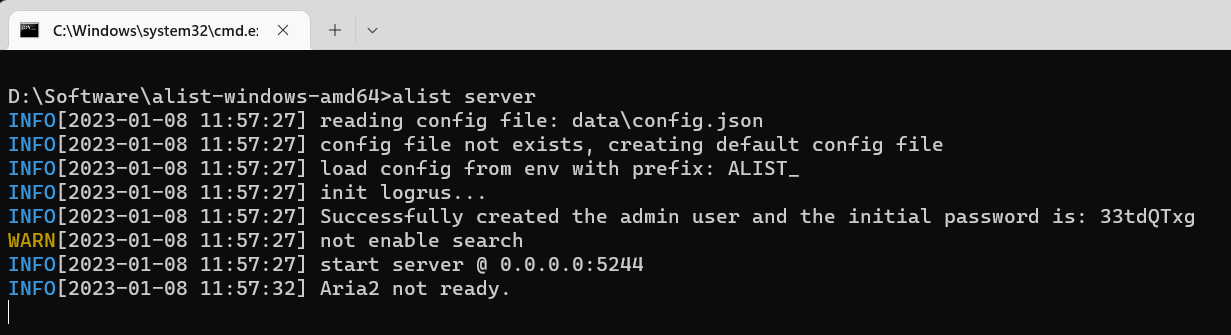 C:\Windows\system32\cmd.e
D:\Software\alist-windows-amd64>alist server
INFO[2023-01-08 11:57:27] reading config file: data\config.json
INFO[2023-01-08 11:57:27] config file not exists, creating default config file
INFO[2023-01-08 11:57:27] load config from env with prefix: ALIST_
INFO[2023-01-08 11:57:27] init logrus...
INFO[2023-01-08 11:57:27] Successfully created the admin user and the initial password is: 33tdQTxg
WARN[2023-01-08 11:57:27] not enable search
INFO[2023-01-08 11:57:27] start server @ 0.0.0.0:5244
INFO[2023-01-08 11:57:32] Aria2 not ready.